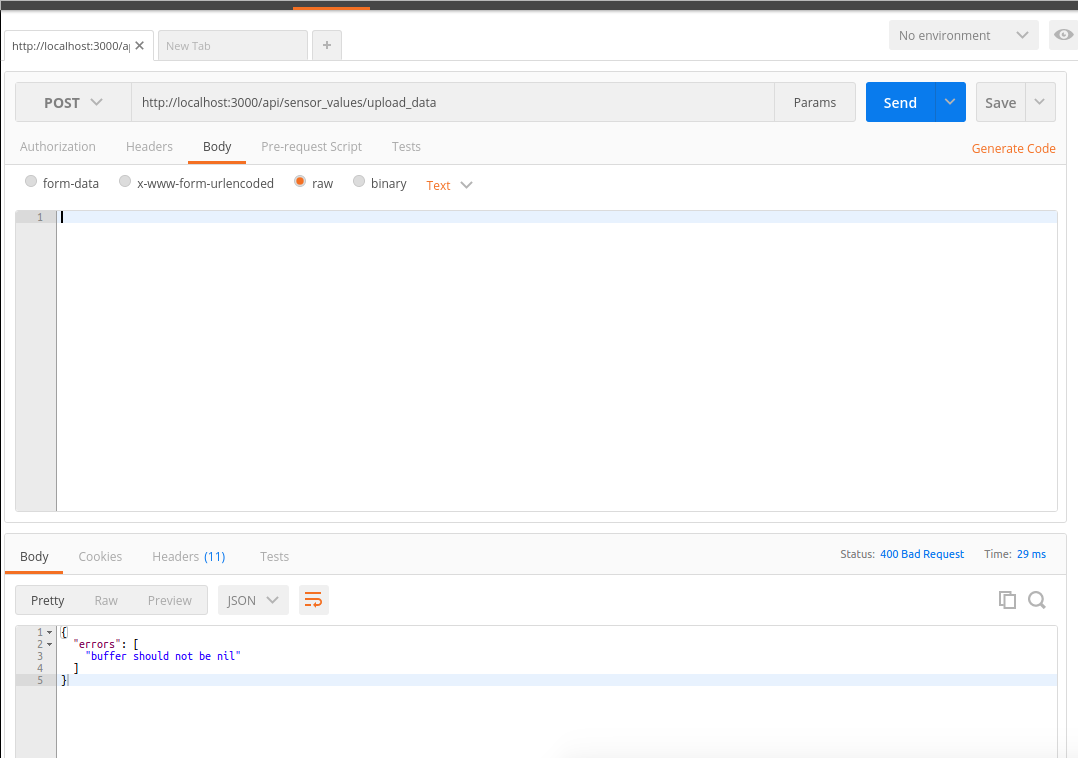 http://localhost:3000/a
New Tab
+
No environment
POST
http://localhost:3000/api/sensor_values/upload_data
Params
Send
Save
Authorization
Headers
Body
Pre-request Script
Tests
Generate Code
form-data
x-www-form-urlencoded
raw
binary
Text
1
Body
Cookies
Headers (11)
Tests
Status: 400 Bad Request
Time: 29 ms
Pretty
Raw
Preview
JSON
1 {
2 "errors": [
3 "buffer should not be nil"
4 ]
5 }